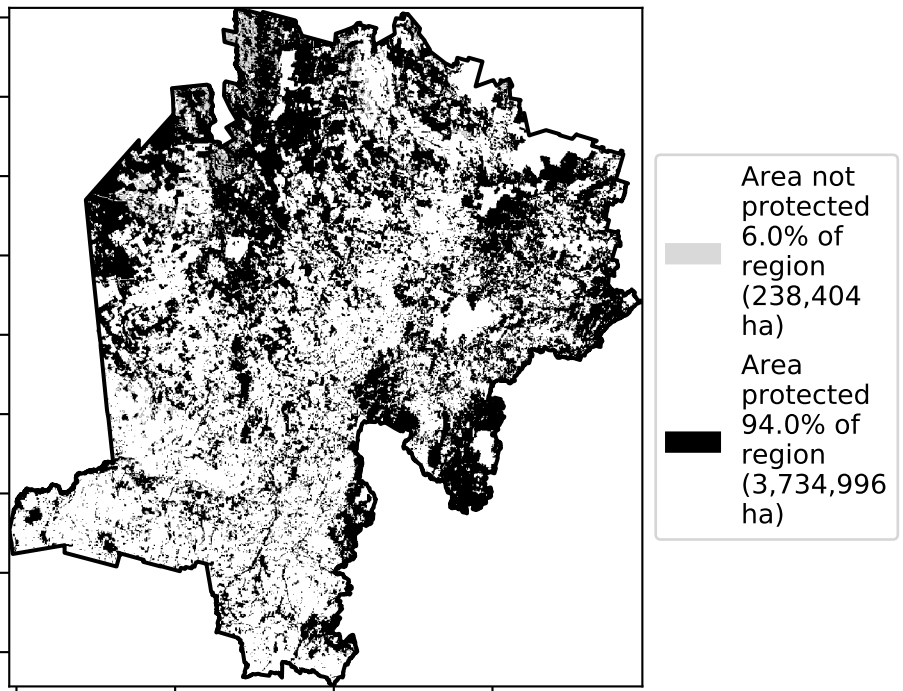 Area not
protected
6.0% of
region
(238,404
ha)
Area
protected
94.0% of
region
(3,734,996
ha)